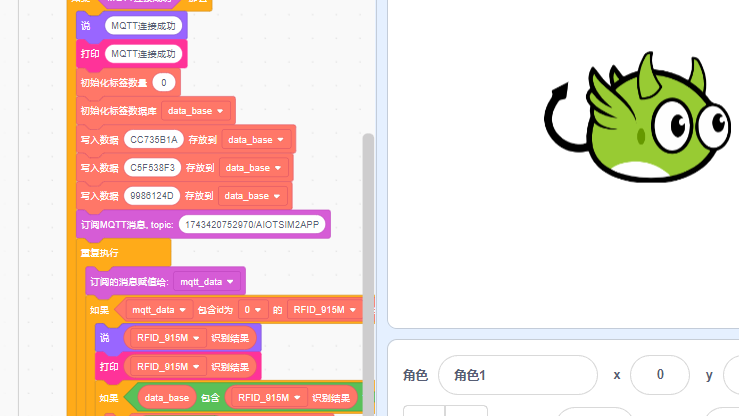 说 MQTT连接成功
打印 MQTT连接成功
初始化标签数量 0
初始化标签数据库 data_base
写入数据 CC735B1A 存放到 data_base
写入数据 C5F538F3 存放到 data_base
写入数据 9986124D 存放到 data_base
订阅MQTT消息, topic: 1743420752970/AIOTSIM2APP
重复执行
订阅的消息赋值给: mqtt_data
如果 mqtt_data 包含id为 0 的 RFID_915M
说 RFID_915M 识别结果
打印 RFID_915M 识别结果
如果 data_base 包含 RFID_915M 识别结果
角色 角色1 x 0 y